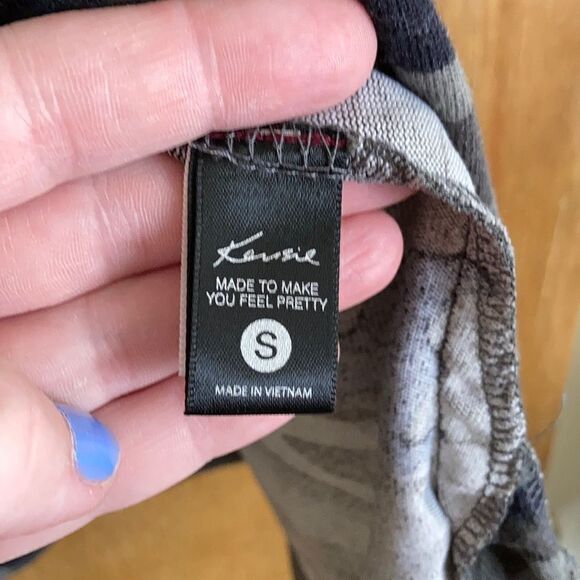 Kensie
MADE TO MAKE
YOU FEEL PRETTY
S
MADE IN VIETNAM